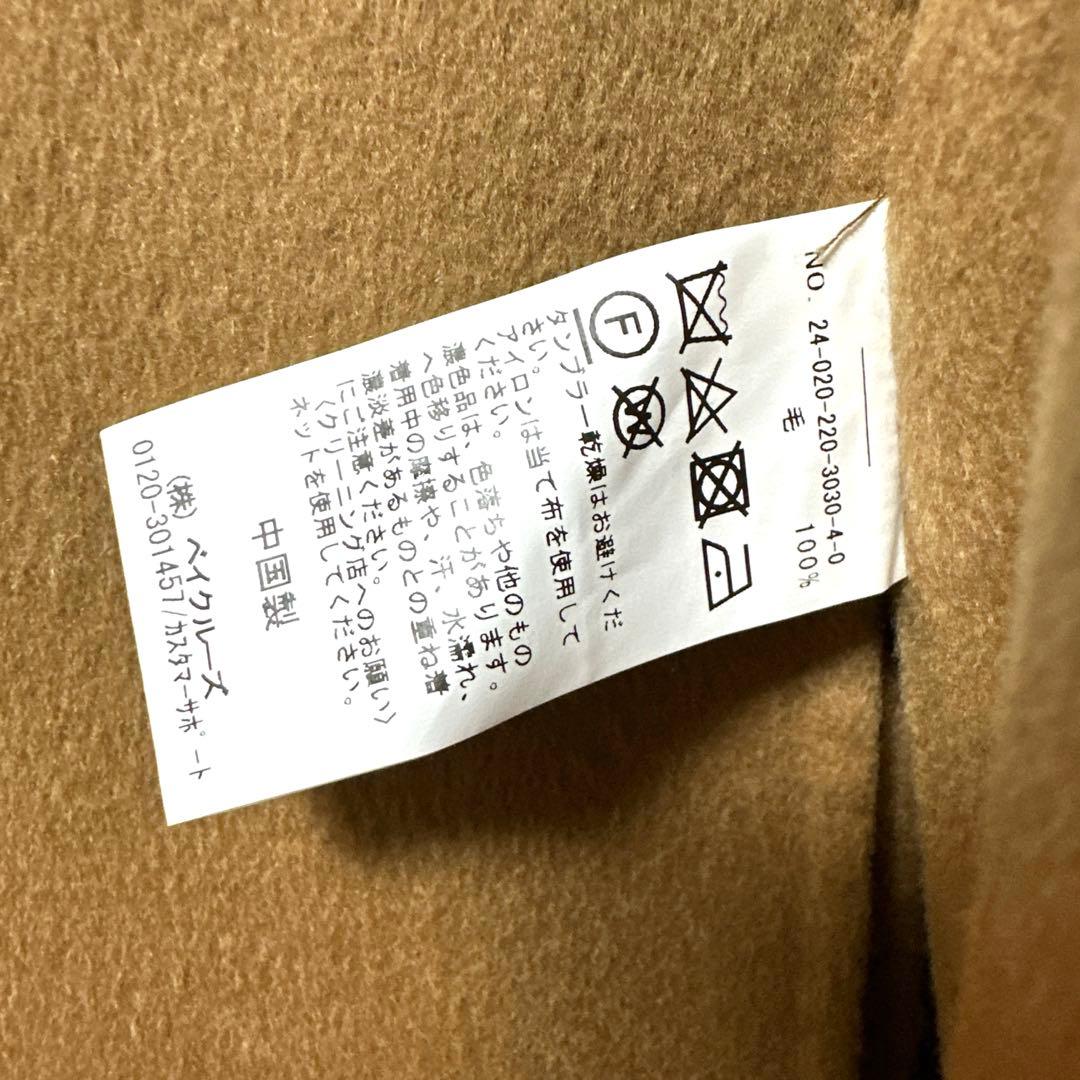 NO. 24-020-220-3030-4-0
毛 100%
F
W
タンブラー乾燥はお避けくだ
さい。
アイロンは当て布を使用して
ください。
濃色品は、色落ちや他のもの
へ色移りすることがあります。
着用中の摩擦や、汗、水濡れ、
濃淡差があるものとの重ね着
にご注意ください。
〈クリーニング店へのお願い〉
ネットを使用してください。
中国製
(株) ベイクルーズ
0120-301457/カスタマーサポート